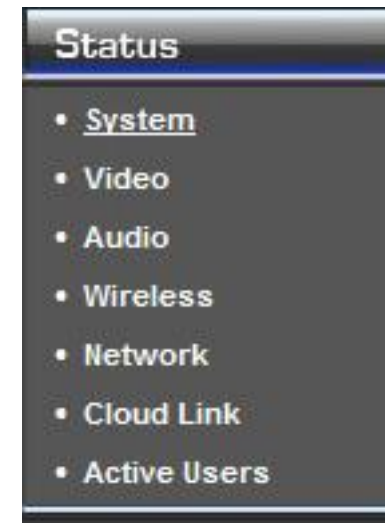 Status
• System
• Video
• Audio
• Wireless
• Network
• Cloud Link
• Active Users